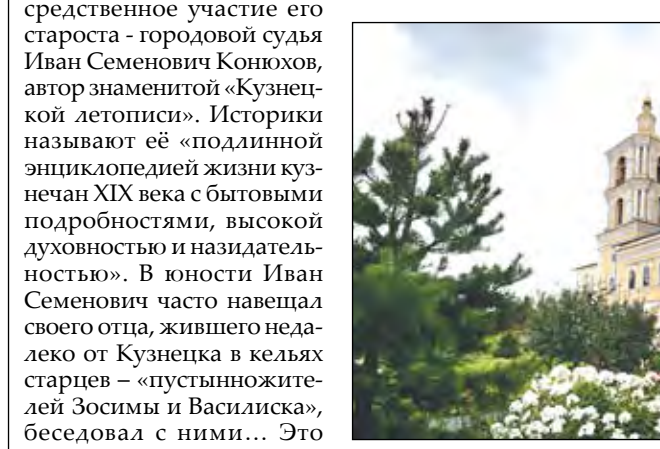 средственное участие его
староста - городовой судья
Иван Семенович Конюхов,
автор знаменитой «Кузнец-
кой летописи». Историки
называют её «подлинной
энциклопедией жизни куз-
нечан XIX века с бытовыми
подробностями, высокой
духовностью и назидатель-
ностью». В юности Иван
Семенович часто навещал
своего отца, жившего неда-
леко от Кузнецка в кельях
старцев – «пустынножите-
лей Зосимы и Василиска»,
беседовал с ними... Это